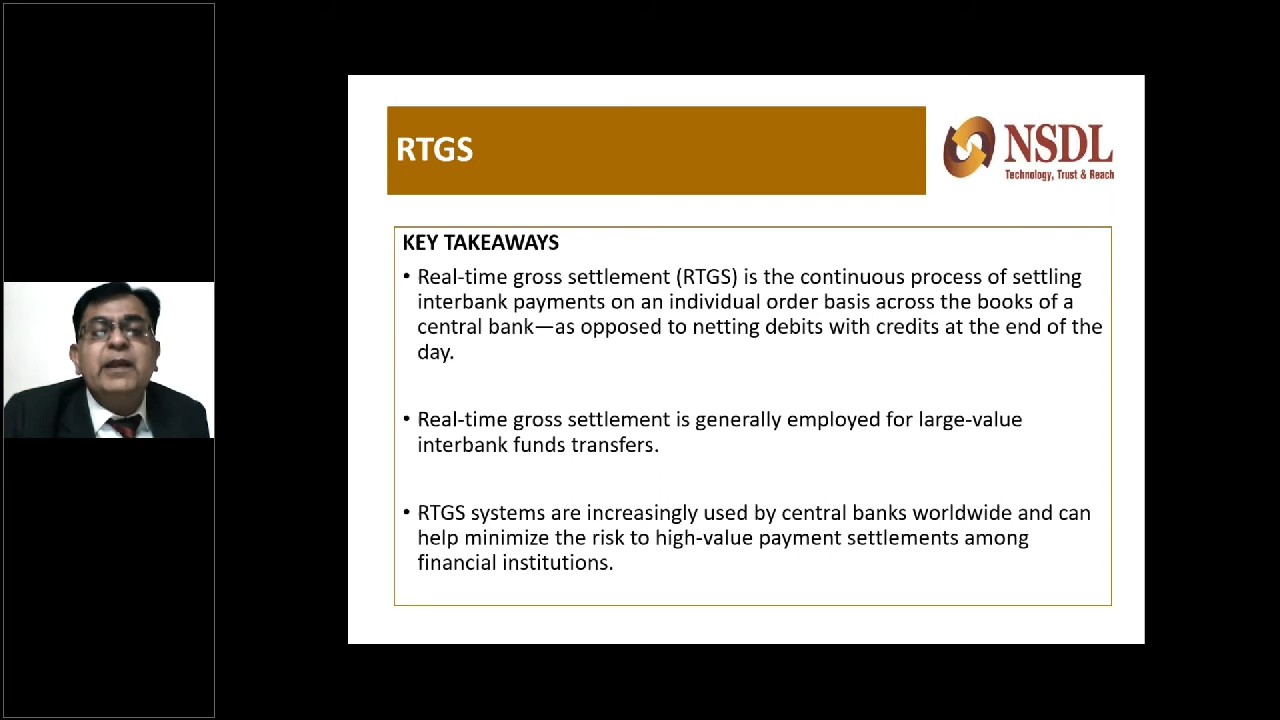 RTGS
NSDL
Technology, Trust & Reach
KEY TAKEAWAYS
• Real-time gross settlement (RTGS) is the continuous process of settling
interbank payments on an individual order basis across the books of a
central bank—as opposed to netting debits with credits at the end of the
day.
• Real-time gross settlement is generally employed for large-value
interbank funds transfers.
• RTGS systems are increasingly used by central banks worldwide and can
help minimize the risk to high-value payment settlements among
financial institutions.